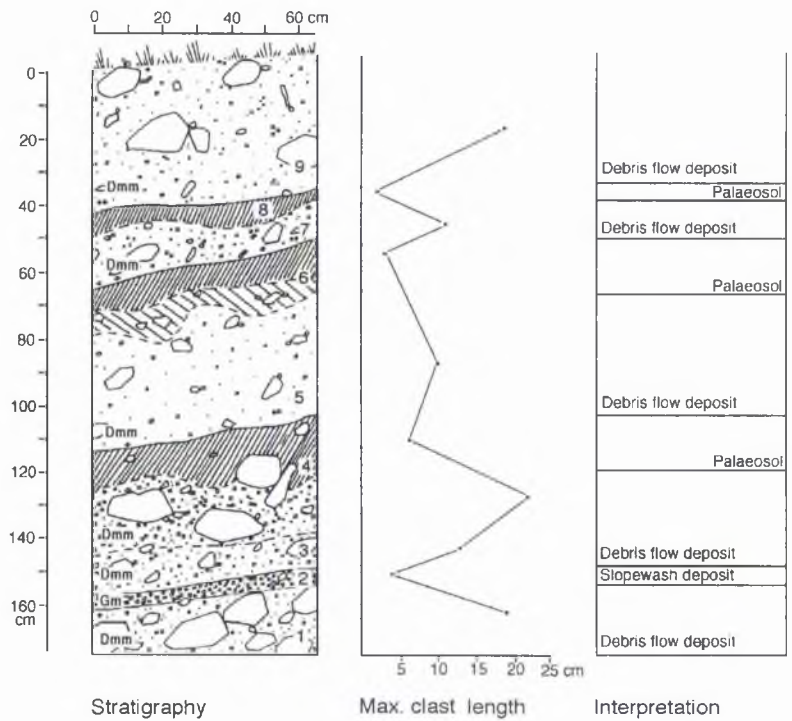 0 20 40 60 cm
0
20
40
60
80
100
120
140
160
cm
9
Dmm
8
7
Dmm
6
5
Dmm
4
Dmm
3
Dmm
2
Gm
Dmm
1
5 10 15 20 25 cm
Debris flow deposit
Palaeosol
Debris flow deposit
Palaeosol
Debris flow deposit
Palaeosol
Debris flow deposit
Slopewash deposit
Debris flow deposit
Stratigraphy
Max. clast length
Interpretation